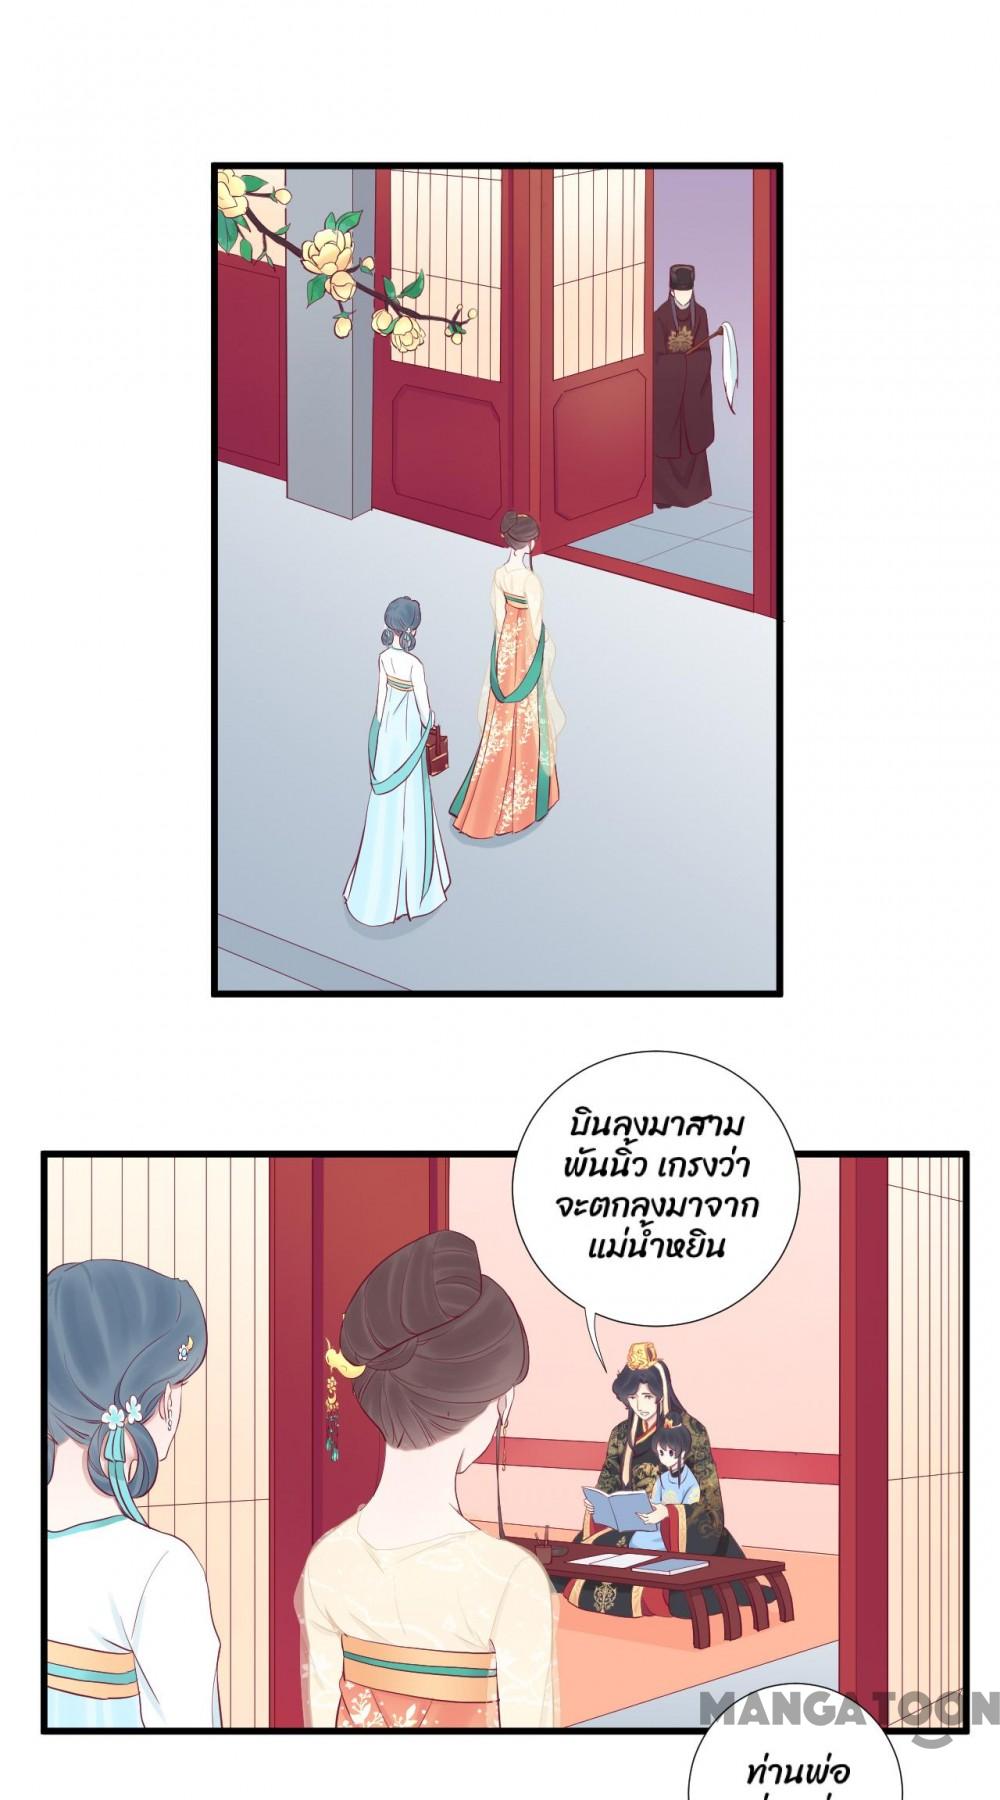 บินลงมาสาม
พันนิ้ว เกรงว่า
จะตกลงมาจาก
แม่น้ำหยิน
MANGATOON
ท่านพ่อ